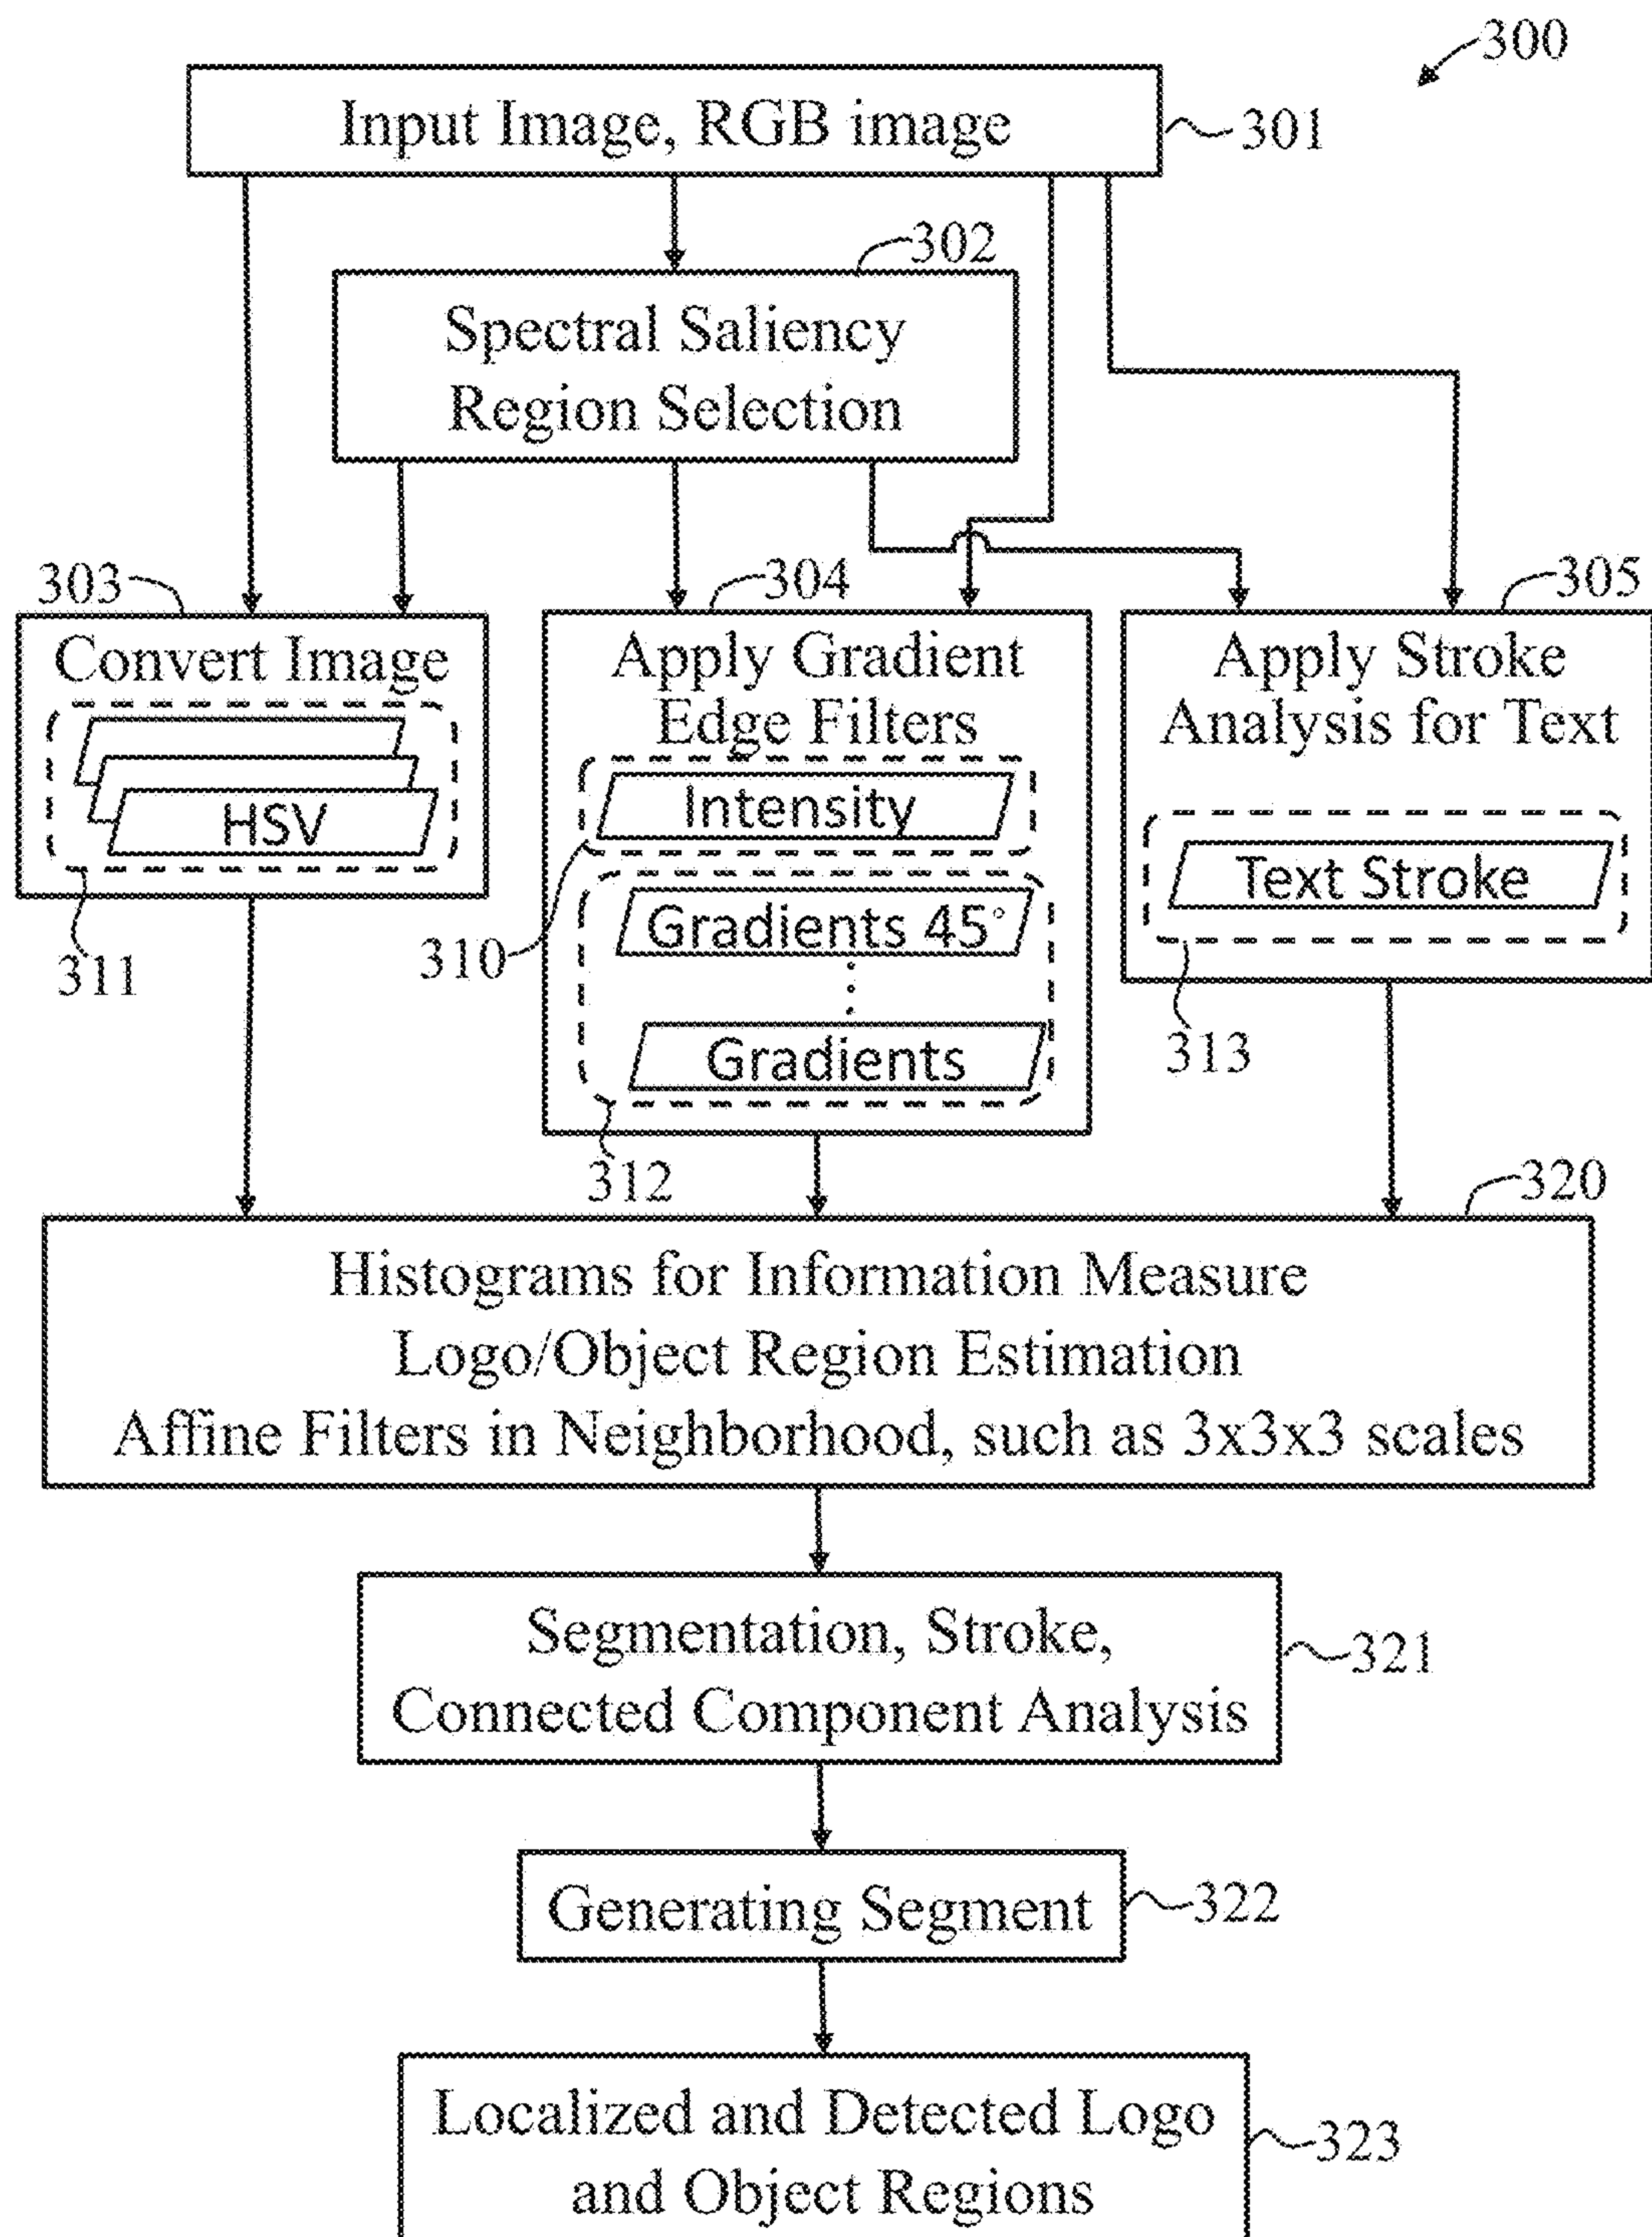 300
Input Image, RGB image
301
302
Spectral Saliency
Region Selection
303
304
305
Convert Image
HSV
311
Apply Gradient
Edge Filters
Intensity
310
Gradients 45°
Gradients
312
Apply Stroke
Analysis for Text
Text Stroke
313
320
Histograms for Information Measure
Logo/Object Region Estimation
Affine Filters in Neighborhood, such as 3x3x3 scales
Segmentation, Stroke,
Connected Component Analysis
321
Generating Segment
322
Localized and Detected Logo
and Object Regions
323